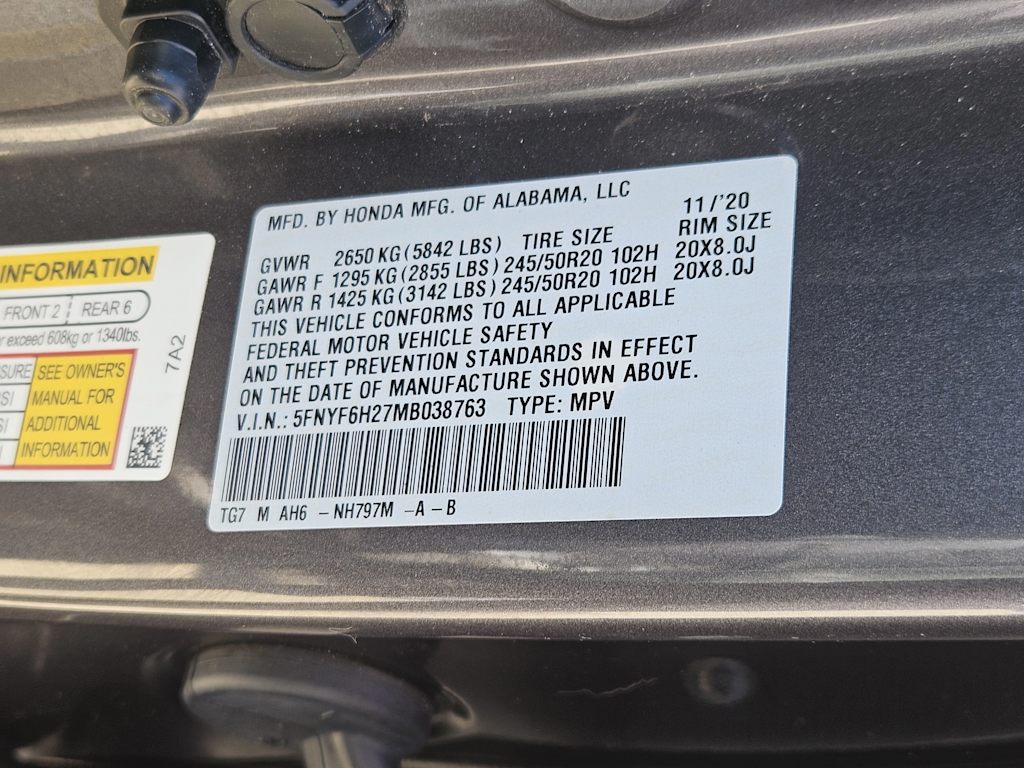 MFD. BY HONDA MFG. OF ALABAMA, LLC 11/'20
GVWR 2650 KG (5842 LBS) TIRE SIZE RIM SIZE
GAWR F 1295 KG (2855 LBS) 245/50R20 102H 20X8.0J
GAWR R 1425 KG (3142 LBS) 245/50R20 102H 20X8.0J
THIS VEHICLE CONFORMS TO ALL APPLICABLE
FEDERAL MOTOR VEHICLE SAFETY
AND THEFT PREVENTION STANDARDS IN EFFECT
ON THE DATE OF MANUFACTURE SHOWN ABOVE.
V.I.N.: 5FNYF6H27MB038763 TYPE: MPV
TG7 M AH6 -NH797M -A-B
INFORMATION
FRONT 2 REAR 6
exceed 608kg or 1340lbs.
SEE OWNER'S
MANUAL FOR
ADDITIONAL
INFORMATION
7A2